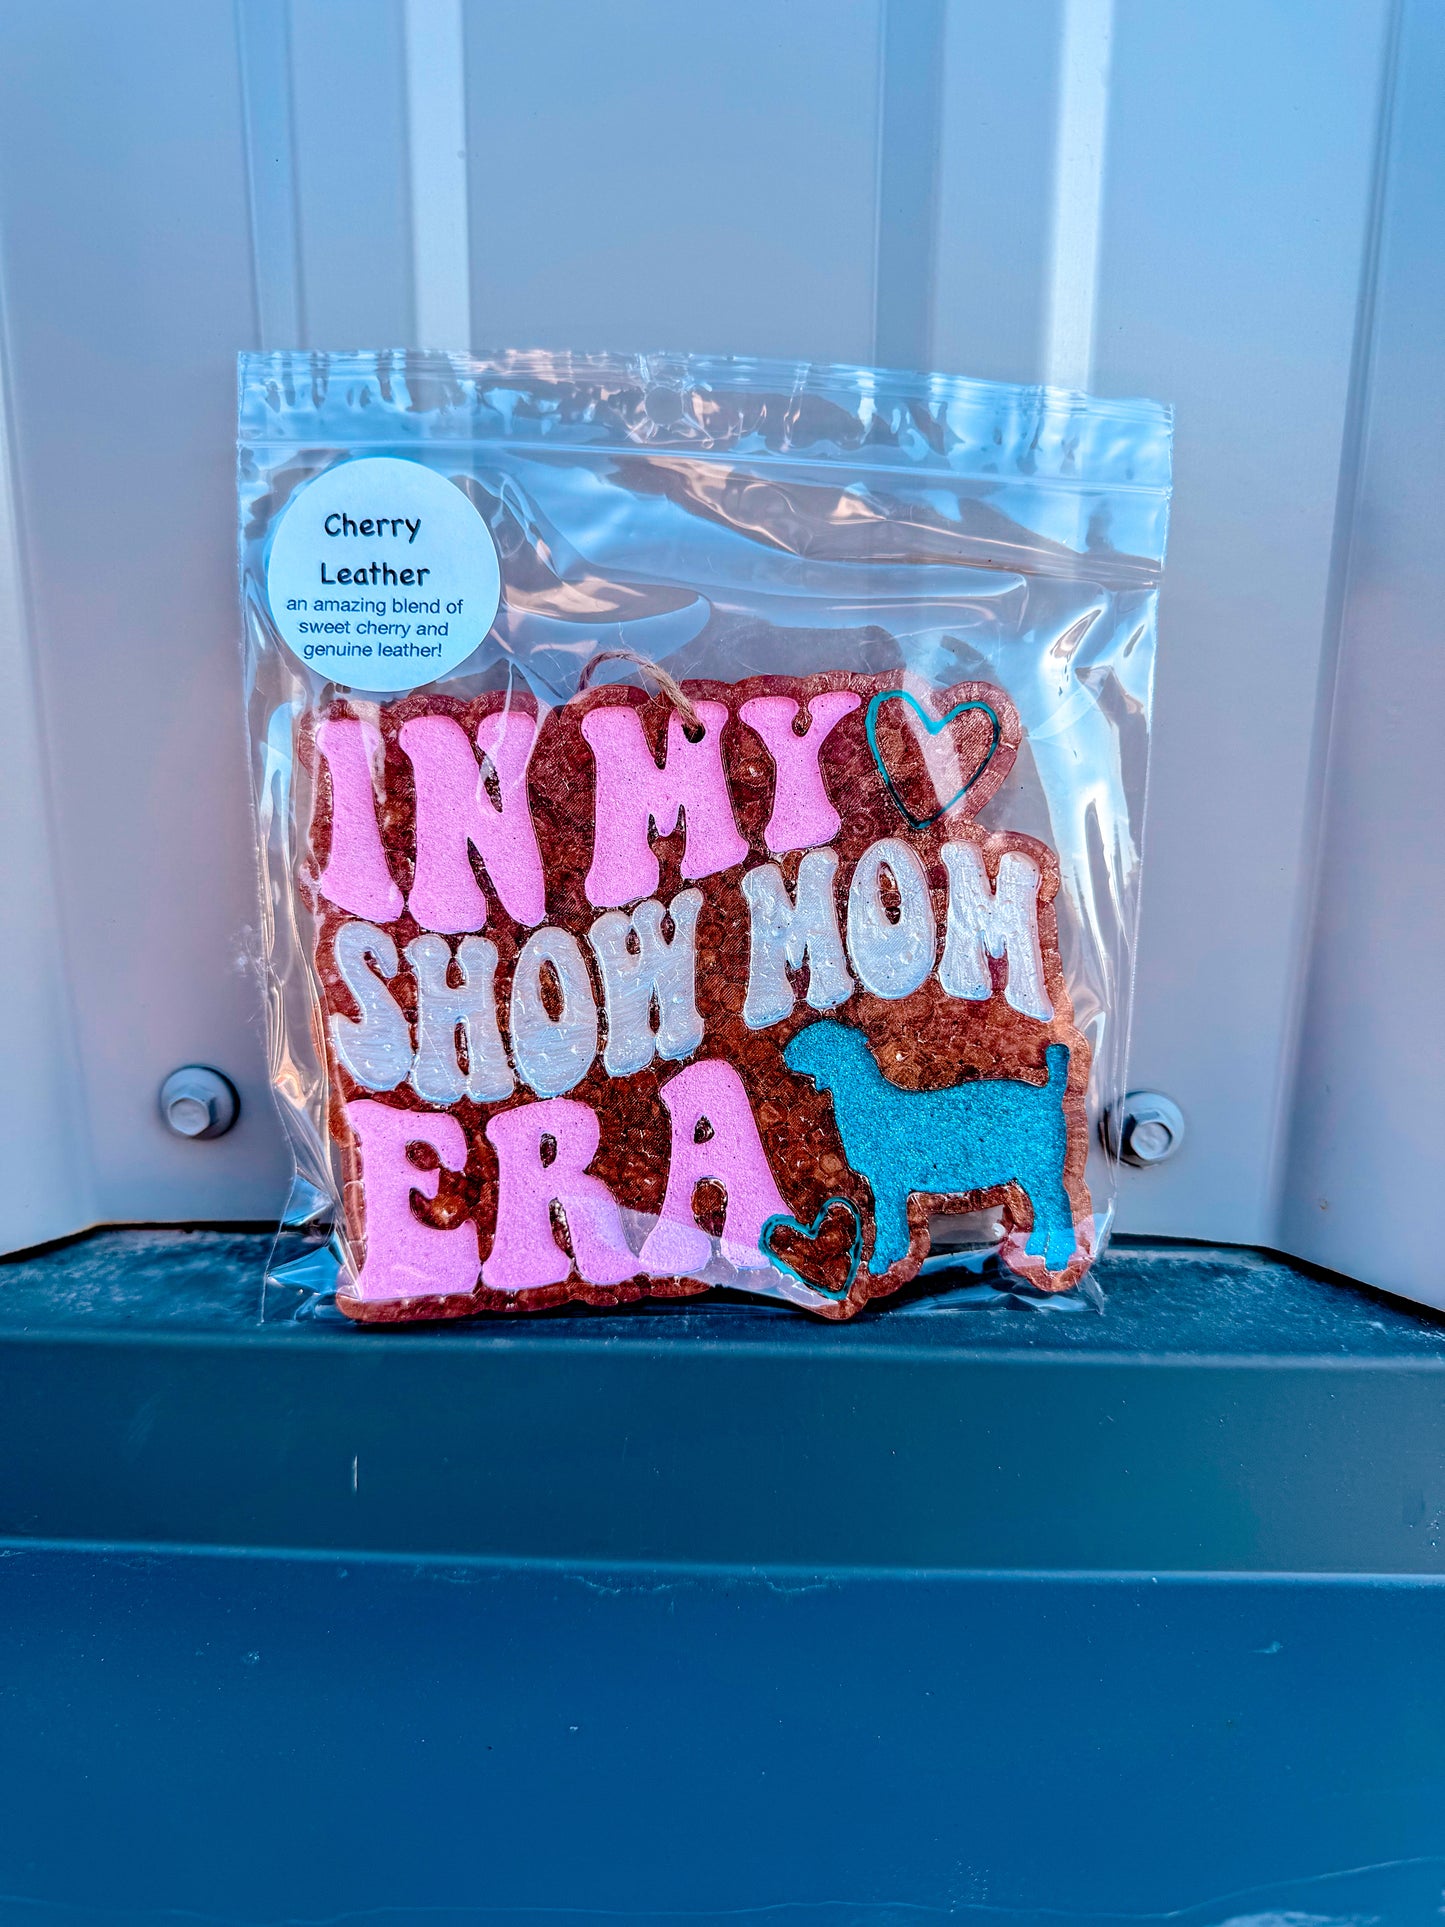 Cherry
Leather
an amazing blend of
sweet cherry and
genuine leather!
IN MY
SHOW MOM
ERA